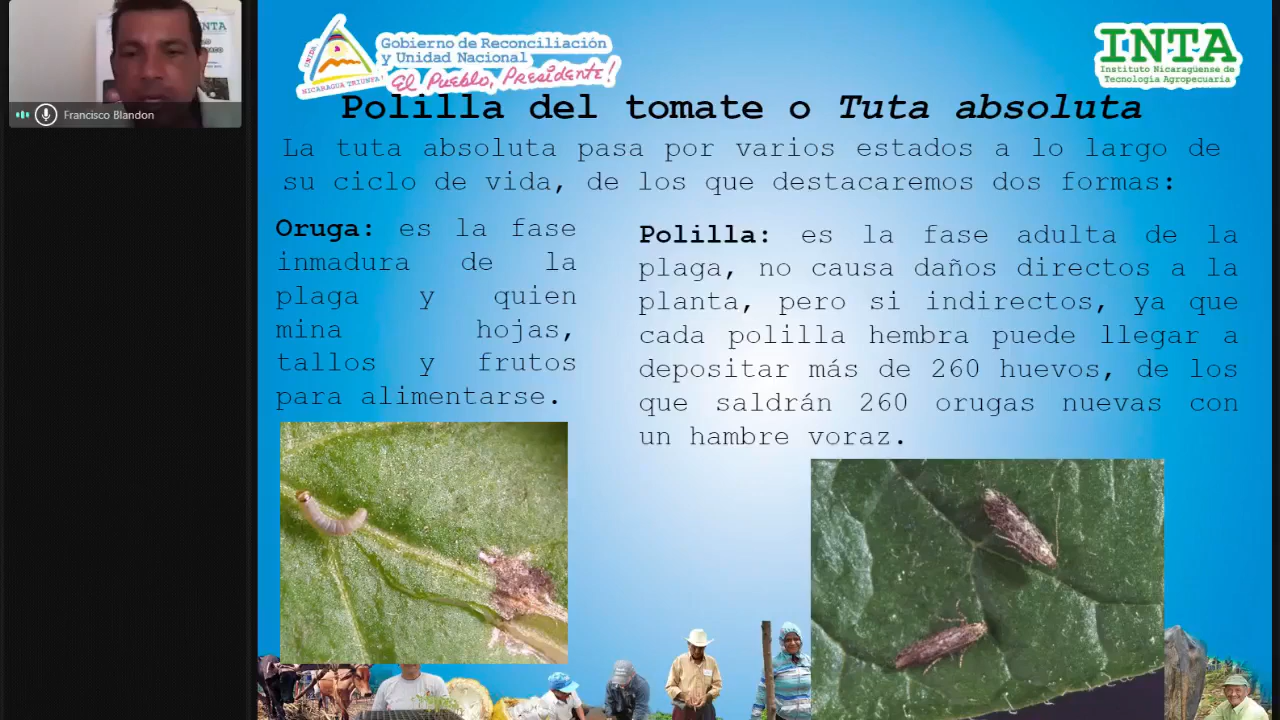 Francisco Blandon
NTA
UNIDA
NICARAGUA TRIUNFA!
Gobierno de Reconciliación
y Unidad Nacional
El Pueblo, Presidente!
INTA
Instituto Nicaragüense de
Tecnología Agropecuaria
Polilla del tomate o Tuta absoluta
La tuta absoluta pasa por varios estados a lo largo de
su ciclo de vida, de los que destacaremos dos formas:
Oruga: es la fase
inmadura de la
plaga y quien
mina hojas,
tallos y frutos
para alimentarse.
Polilla: es la fase adulta de la
plaga, no causa daños directos a la
planta, pero si indirectos, ya que
cada polilla hembra puede llegar a
depositar más de 260 huevos, de los
que saldrán 260 orugas nuevas con
un hambre voraz.